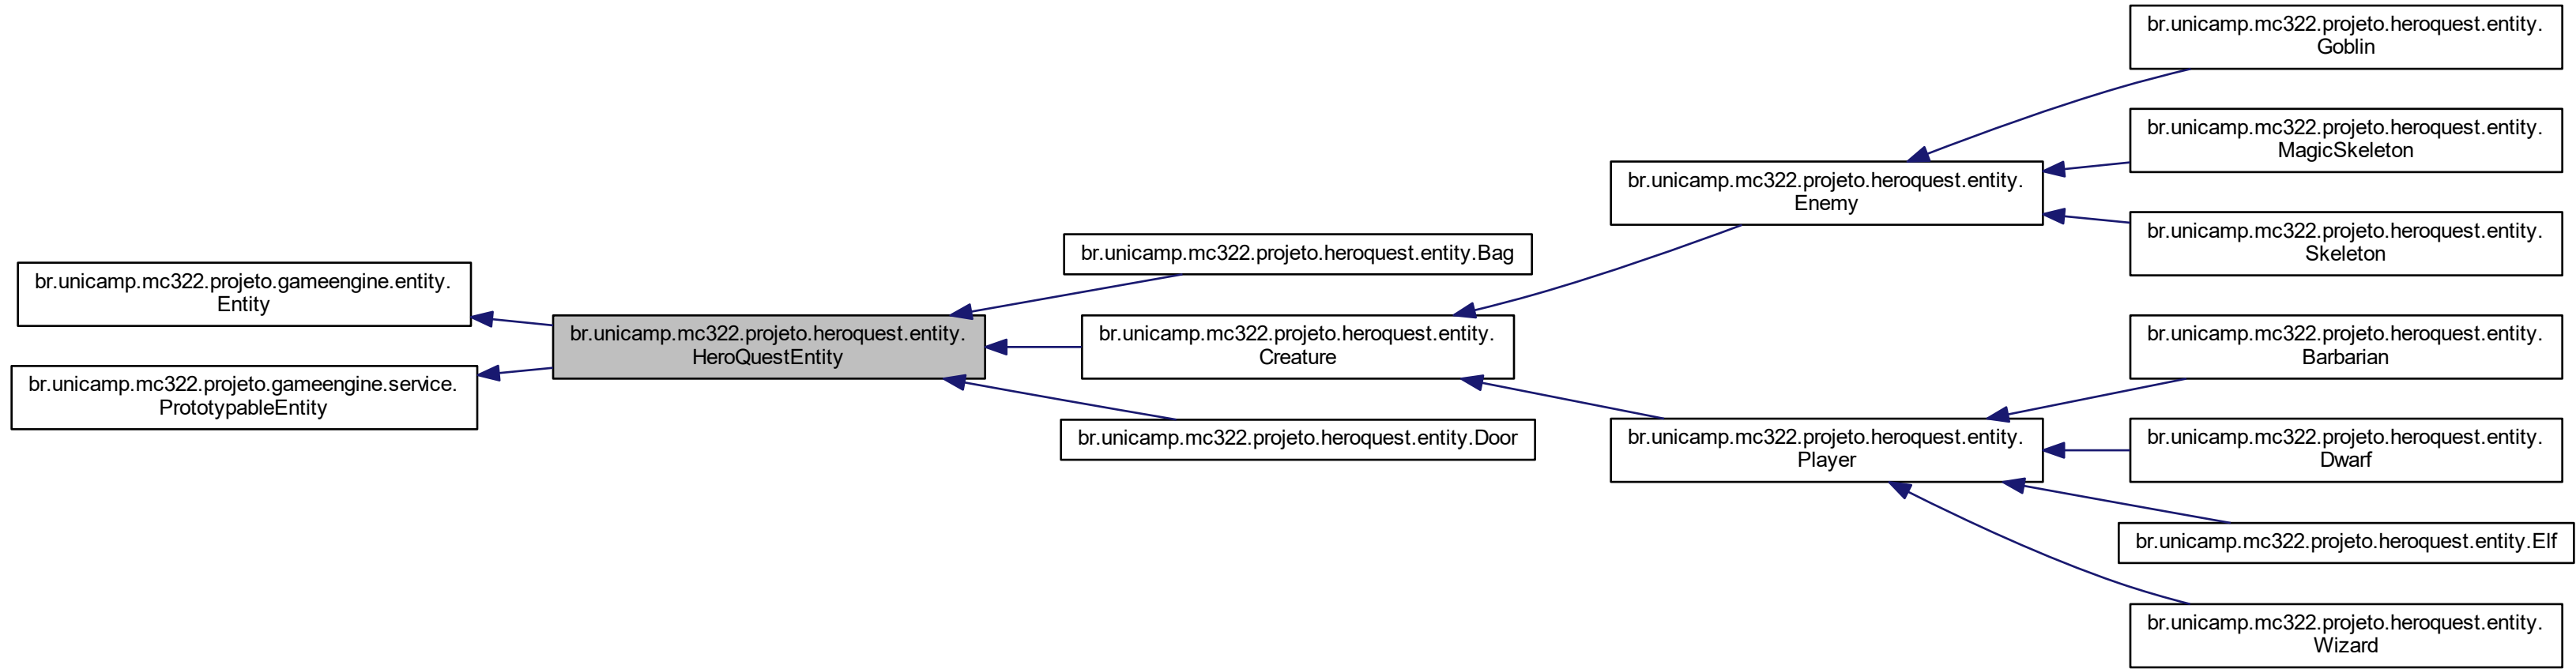 br.unicamp.mc322.projeto.gameengine.entity.
Entity
br.unicamp.mc322.projeto.gameengine.service.
PrototypableEntity
br.unicamp.mc322.projeto.heroquest.entity.
HeroQuestEntity
br.unicamp.mc322.projeto.heroquest.entity.Bag
br.unicamp.mc322.projeto.heroquest.entity.
Creature
br.unicamp.mc322.projeto.heroquest.entity.Door
br.unicamp.mc322.projeto.heroquest.entity.
Enemy
br.unicamp.mc322.projeto.heroquest.entity.
Player
br.unicamp.mc322.projeto.heroquest.entity.
Goblin
br.unicamp.mc322.projeto.heroquest.entity.
MagicSkeleton
br.unicamp.mc322.projeto.heroquest.entity.
Skeleton
br.unicamp.mc322.projeto.heroquest.entity.
Barbarian
br.unicamp.mc322.projeto.heroquest.entity.
Dwarf
br.unicamp.mc322.projeto.heroquest.entity.Elf
br.unicamp.mc322.projeto.heroquest.entity.
Wizard